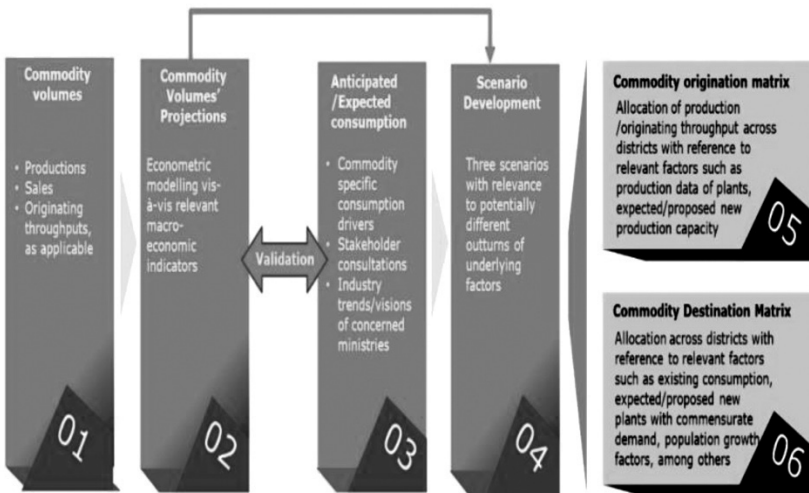 Commodity
volumes
• Productions
• Sales
• Originating
throughputs,
as applicable
01
Commodity
Volumes'
Projections
Econometric
modelling vis-
à-vis relevant
macro-
economic
indicators
02
Validation
Anticipated
/Expected
consumption
• Commodity
specific
consumption
drivers
• Stakeholder
consultations
• Industry
trends/visions
of concerned
ministries
03
Scenario
Development
Three scenarios
with relevance
to potentially
different
outturns of
underlying
factors
04
Commodity origination matrix
Allocation of production
/originating throughput across
districts with reference to
relevant factors such as
production data of plants,
expected/proposed new
production capacity
05
Commodity Destination Matrix
Allocation across districts with
reference to relevant factors
such as existing consumption,
expected/proposed new
plants with commensurate
demand, population growth
factors, among others
06